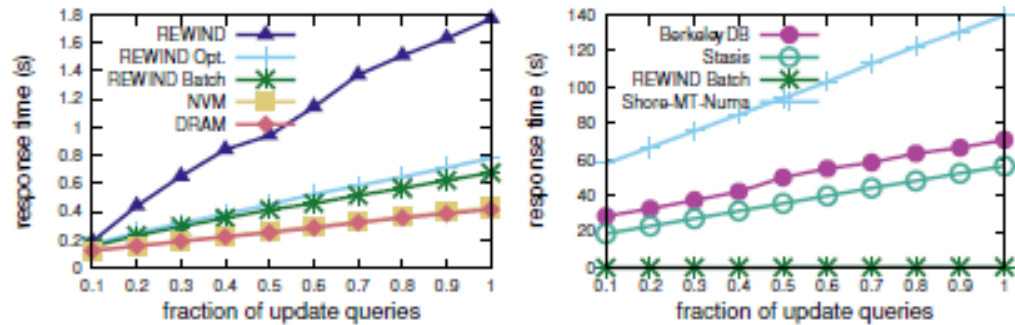 1.8
1.6
1.4
1.2
1
0.8
0.6
0.4
0.2
0
response time (s)
REWIND
REWIND Opt.
REWIND Batch
NVM
DRAM
0.1 0.2 0.3 0.4 0.5 0.6 0.7 0.8 0.9 1
fraction of update queries
140
120
100
80
60
40
20
0
response time (s)
Berkeley DB
Stasis
REWIND Batch
Shore-MT-Numa
0.1 0.2 0.3 0.4 0.5 0.6 0.7 0.8 0.9 1
fraction of update queries